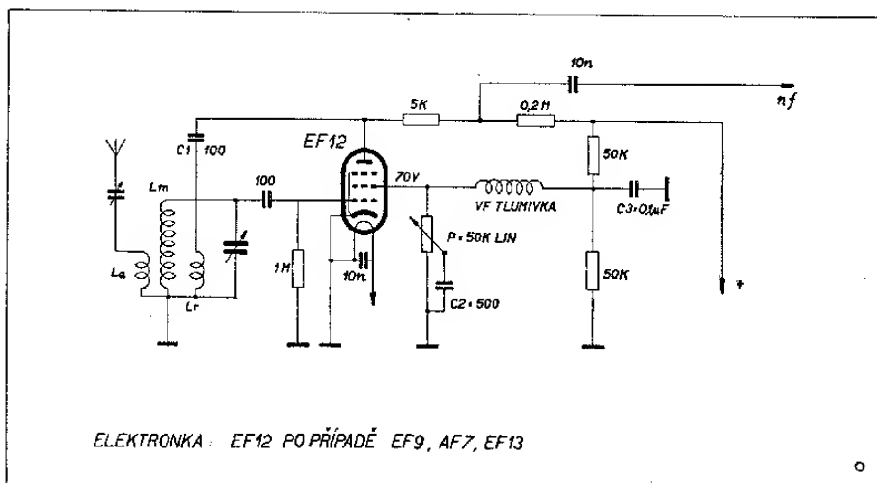 10n
nf
5K
0,2M
EF12
C1 100
50K
Lm
100
70V
VF TLUMIVKA
C3=0,1µF
P=50K LIN
1M
10n
La
Lr
C2=500
50K
+
ELEKTRONKA: EF12 PO PŘÍPADĚ EF9, AF7, EF13